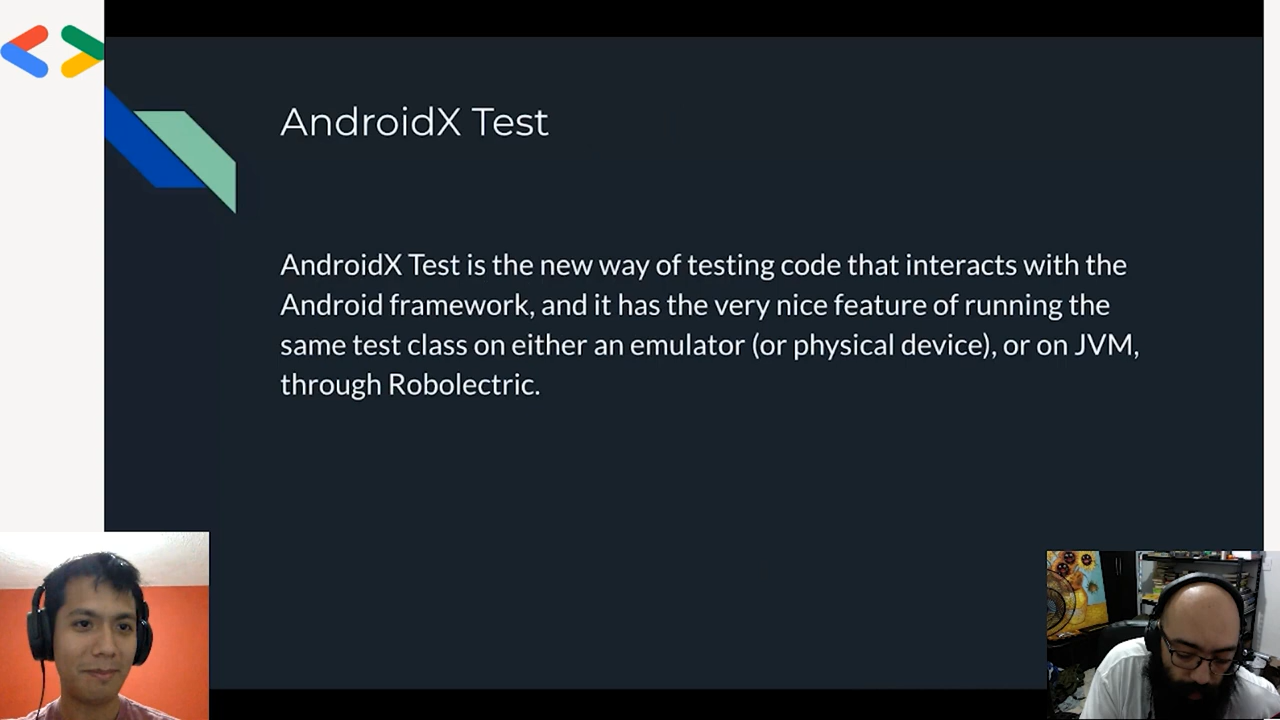 AndroidX Test
AndroidX Test is the new way of testing code that interacts with the
Android framework, and it has the very nice feature of running the
same test class on either an emulator (or physical device), or on JVM,
through Robolectric.